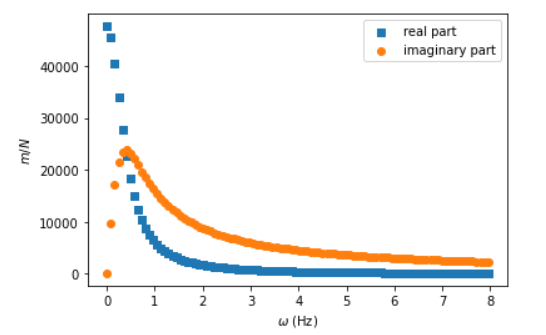 real part
imaginary part
40000
30000
20000
10000
0
m/N
0 1 2 3 4 5 6 7 8
ω (Hz)